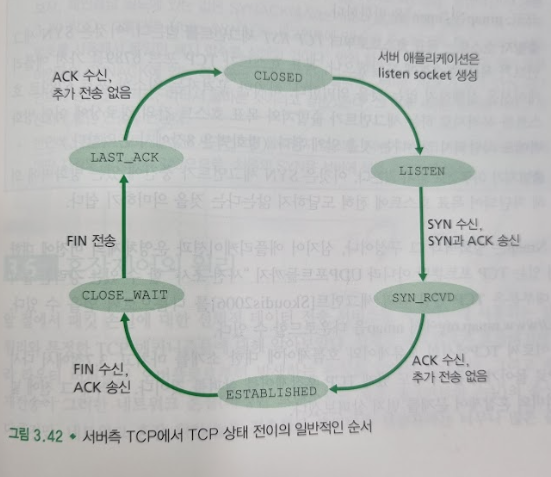 CLOSED
서버 애플리케이션은
listen socket 생성
LISTEN
SYN 수신,
SYN과 ACK 송신
SYN_RCVD
ACK 수신,
추가 전송 없음
ESTABLISHED
FIN 수신,
ACK 송신
CLOSE_WAIT
FIN 전송
LAST_ACK
ACK 수신,
추가 전송 없음
그림 3.42 ◆ 서버측 TCP에서 TCP 상태 전이의 일반적인 순서